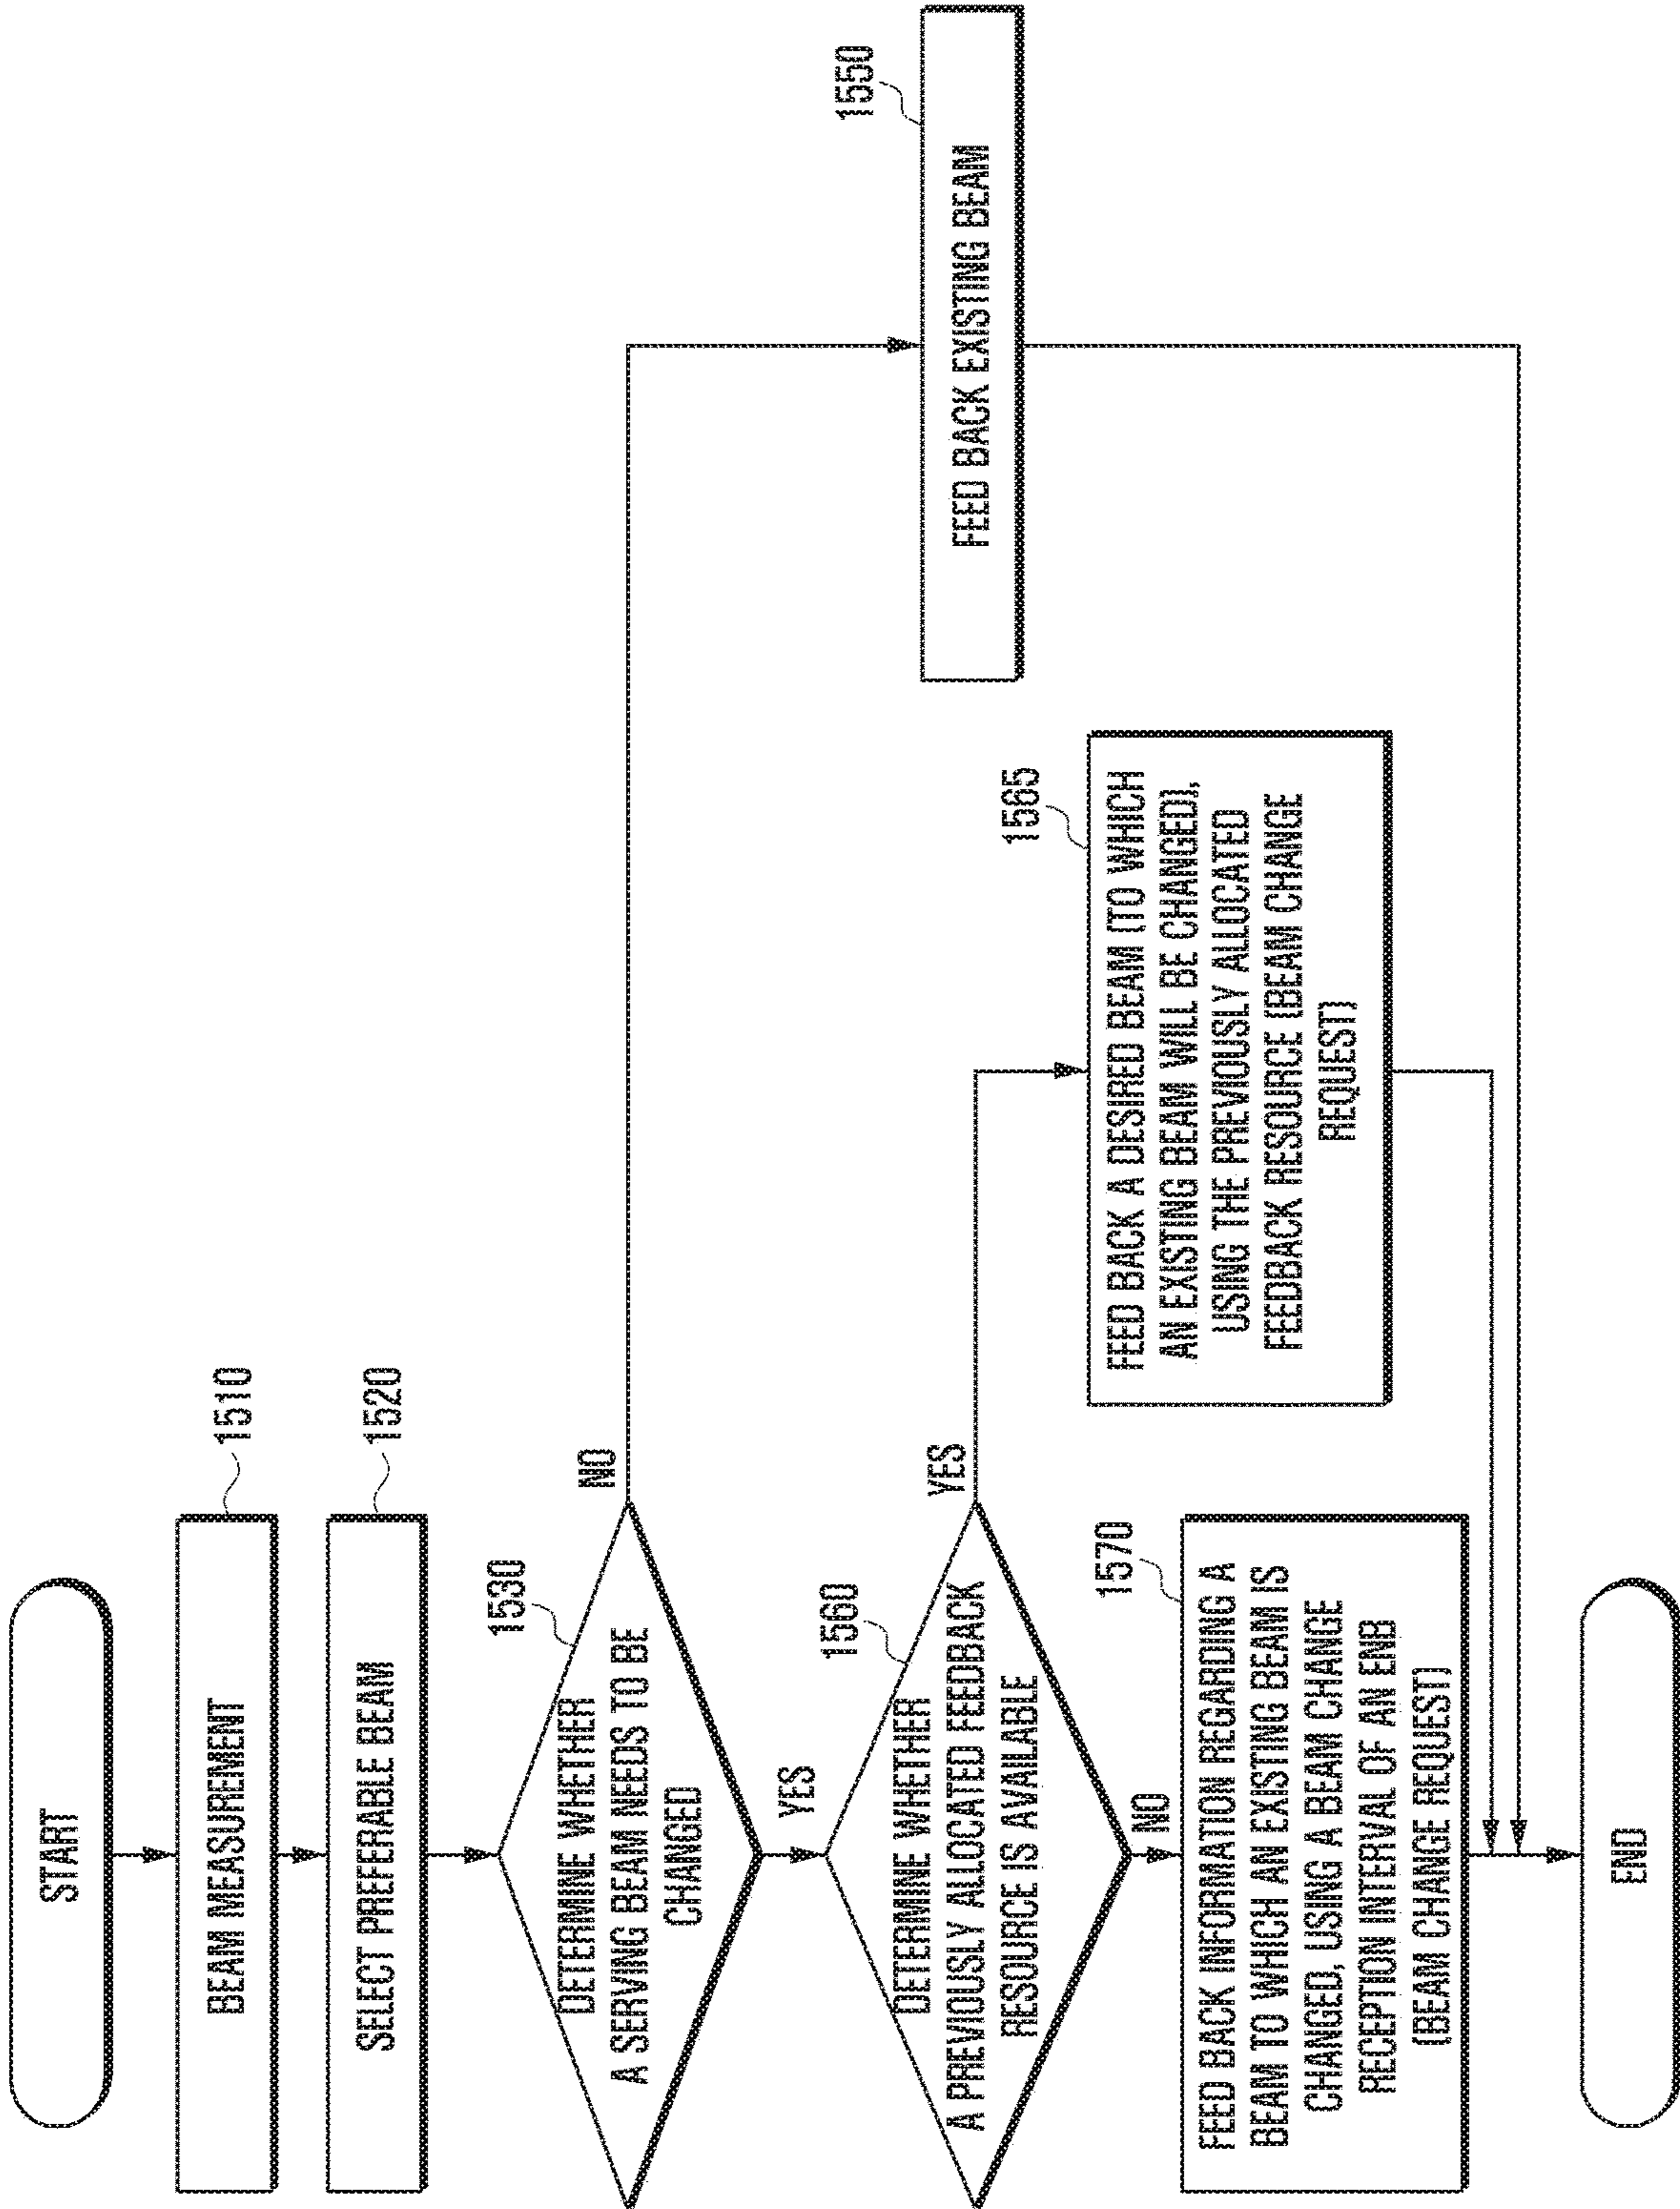 START
1510
BEAM MEASUREMENT
1520
SELECT PREFERABLE BEAM
1530
DETERMINE WHETHER
A SERVING BEAM NEEDS TO BE
CHANGED
NO
YES
1550
FEED BACK EXISTING BEAM
1560
DETERMINE WHETHER
A PREVIOUSLY ALLOCATED FEEDBACK
RESOURCE IS AVAILABLE
YES
NO
1565
FEED BACK A DESIRED BEAM (TO WHICH
AN EXISTING BEAM WILL BE CHANGED),
USING THE PREVIOUSLY ALLOCATED
FEEDBACK RESOURCE (BEAM CHANGE
REQUEST)
1570
FEED BACK INFORMATION REGARDING A
BEAM TO WHICH AN EXISTING BEAM IS
CHANGED, USING A BEAM CHANGE
RECEPTION INTERVAL OF AN ENB
(BEAM CHANGE REQUEST)
END